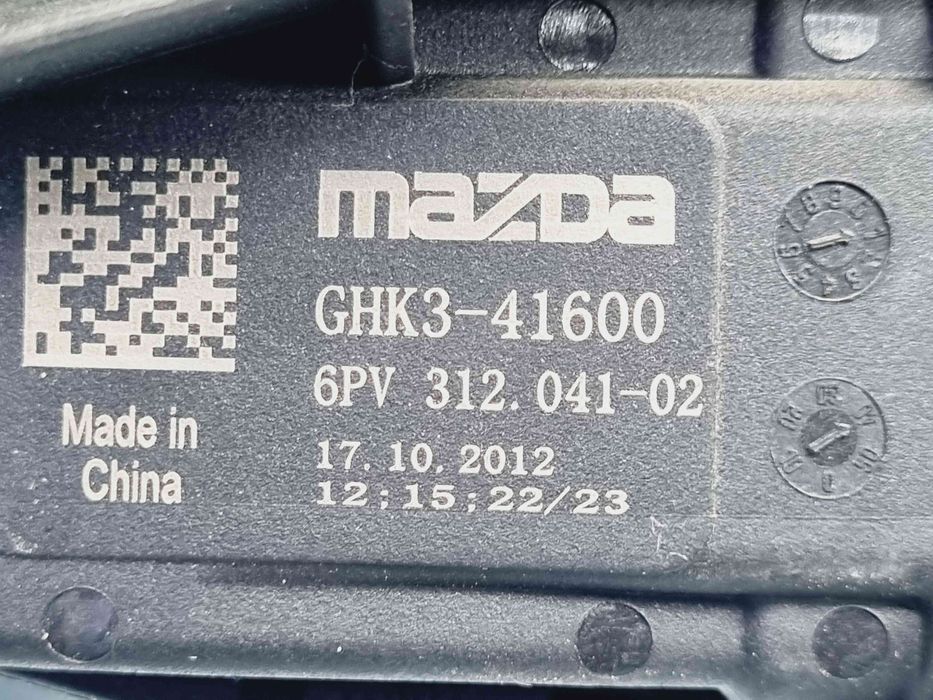 mazda
GHK3-41600
6PV 312.041-02
17.10.2012
12;15;22/23
Made in
China